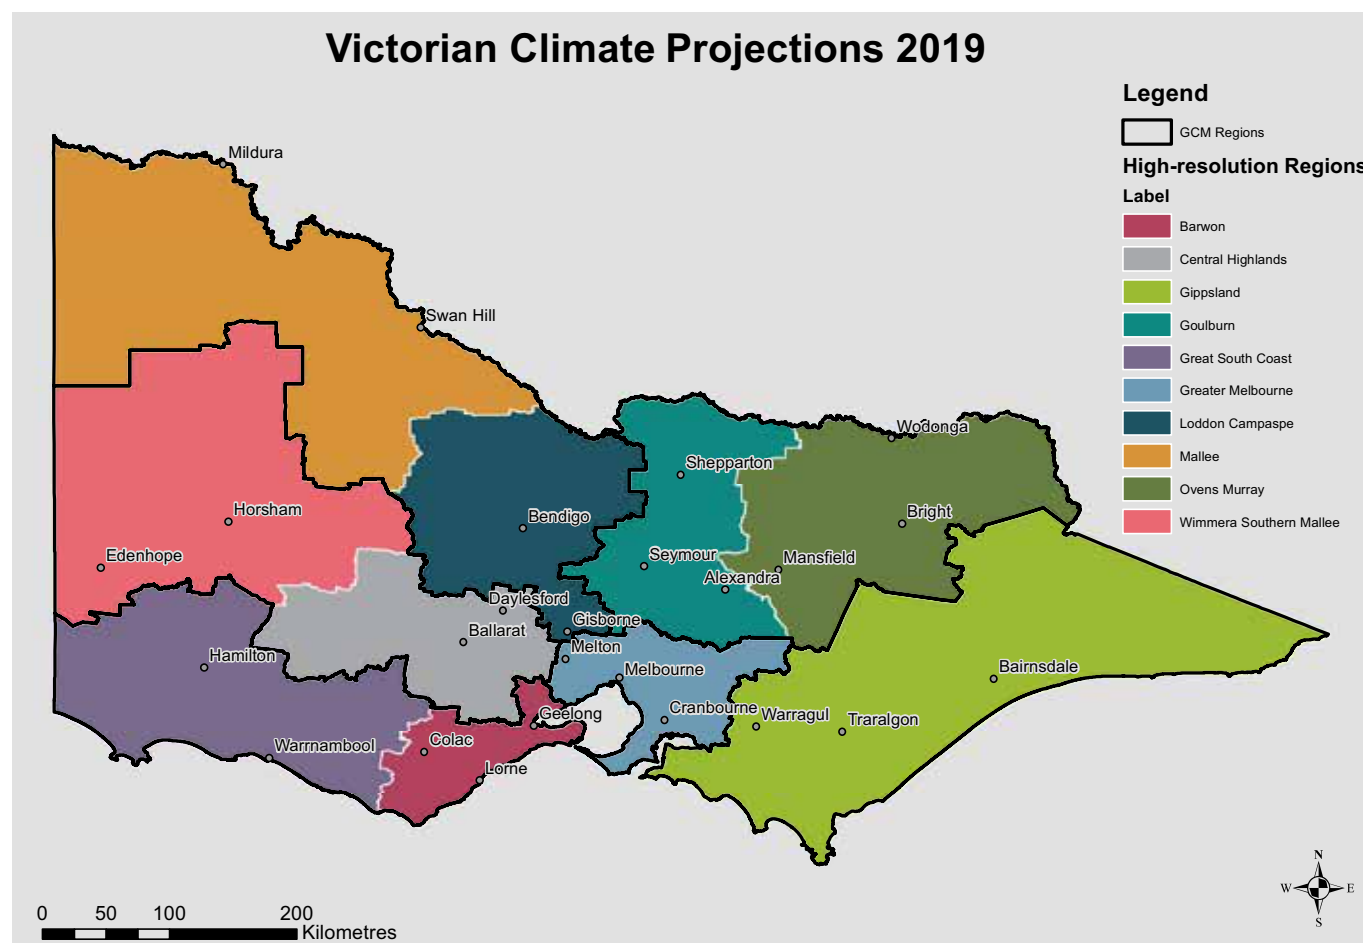 Victorian Climate Projections 2019
Legend
GCM Regions
High-resolution Regions
Label
Barwon
Central Highlands
Gippsland
Goulburn
Great South Coast
Greater Melbourne
Loddon Campaspe
Mallee
Ovens Murray
Wimmera Southern Mallee
Mildura
Swan Hill
Wodonga
Shepparton
Horsham
Bendigo
Bright
Edenhope
Seymour
Mansfield
Alexandra
Daylesford
Gisborne
Ballarat
Melton
Hamilton
Melbourne
Bairnsdale
Geelong
Cranbourne
Warragul
Traralgon
Warrnambool
Colac
Lorne
N
W
E
S
0 50 100 200
Kilometres